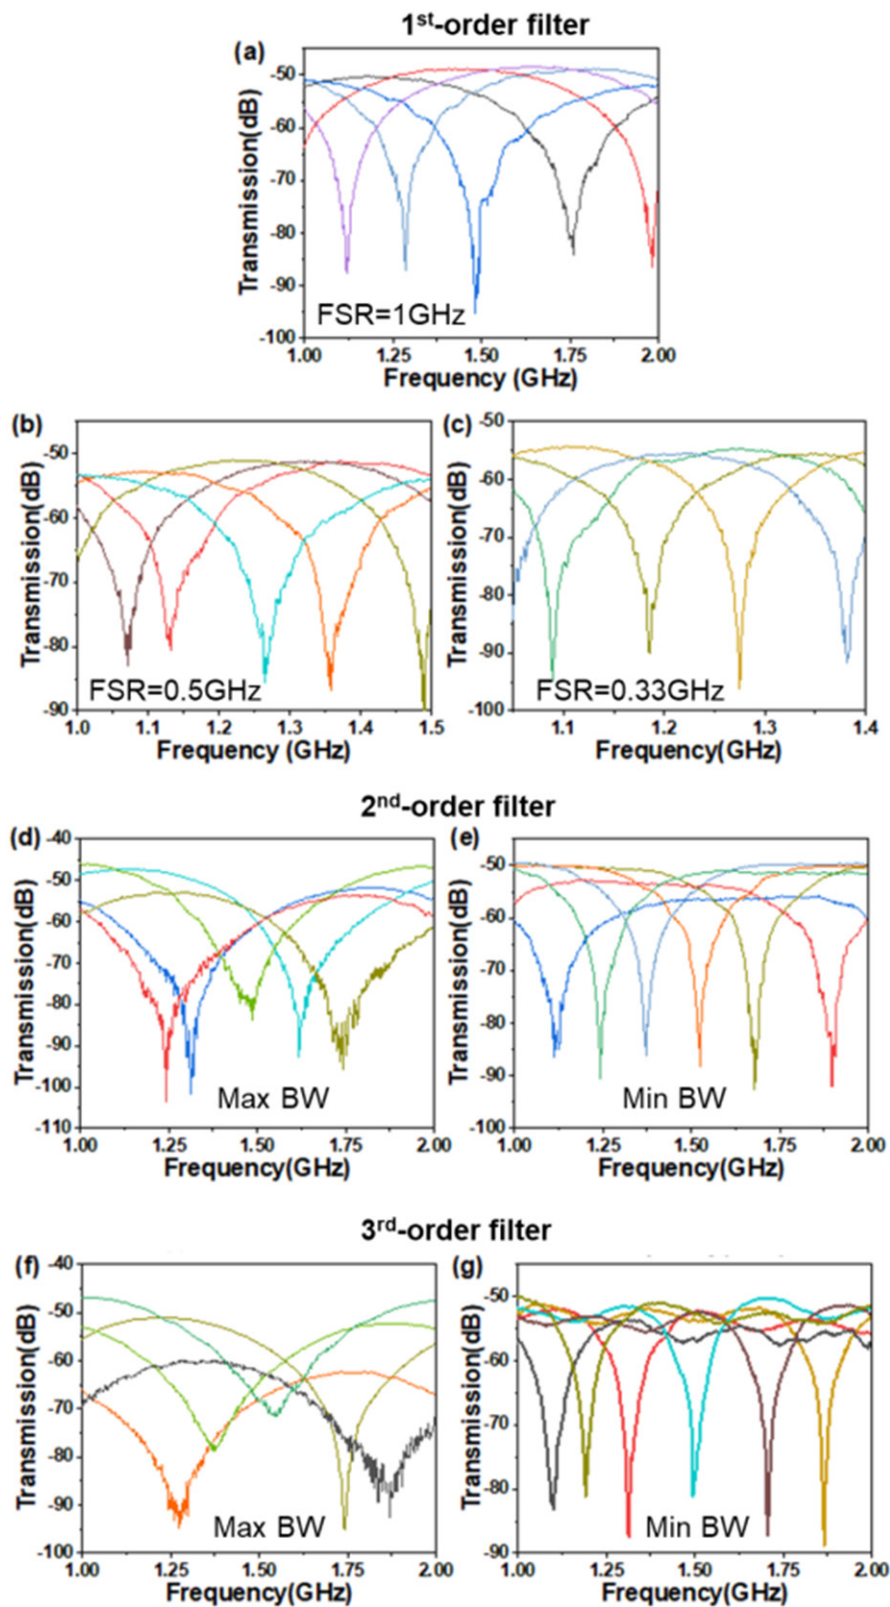 1st-order filter
(a)
Transmission(dB)
-50
-60
-70
-80
-90
-100
FSR=1GHz
1.00 1.25 1.50 1.75 2.00
Frequency (GHz)
(b)
Transmission(dB)
-50
-60
-70
-80
-90
FSR=0.5GHz
1.0 1.1 1.2 1.3 1.4 1.5
Frequency (GHz)
(c)
Transmission(dB)
-50
-60
-70
-80
-90
-100
FSR=0.33GHz
1.1 1.2 1.3 1.4
Frequency(GHz)
2nd-order filter
(d)
Transmission(dB)
-40
-50
-60
-70
-80
-90
-100
-110
Max BW
1.00 1.25 1.50 1.75 2.00
Frequency(GHz)
(e)
Transmission(dB)
-50
-60
-70
-80
-90
-100
Min BW
1.00 1.25 1.50 1.75 2.00
Frequency(GHz)
3rd-order filter
(f)
Transmission(dB)
-40
-50
-60
-70
-80
-90
-100
Max BW
1.00 1.25 1.50 1.75 2.00
Frequency(GHz)
(g)
Transmission(dB)
-50
-60
-70
-80
-90
Min BW
1.00 1.25 1.50 1.75 2.00
Frequency(GHz)